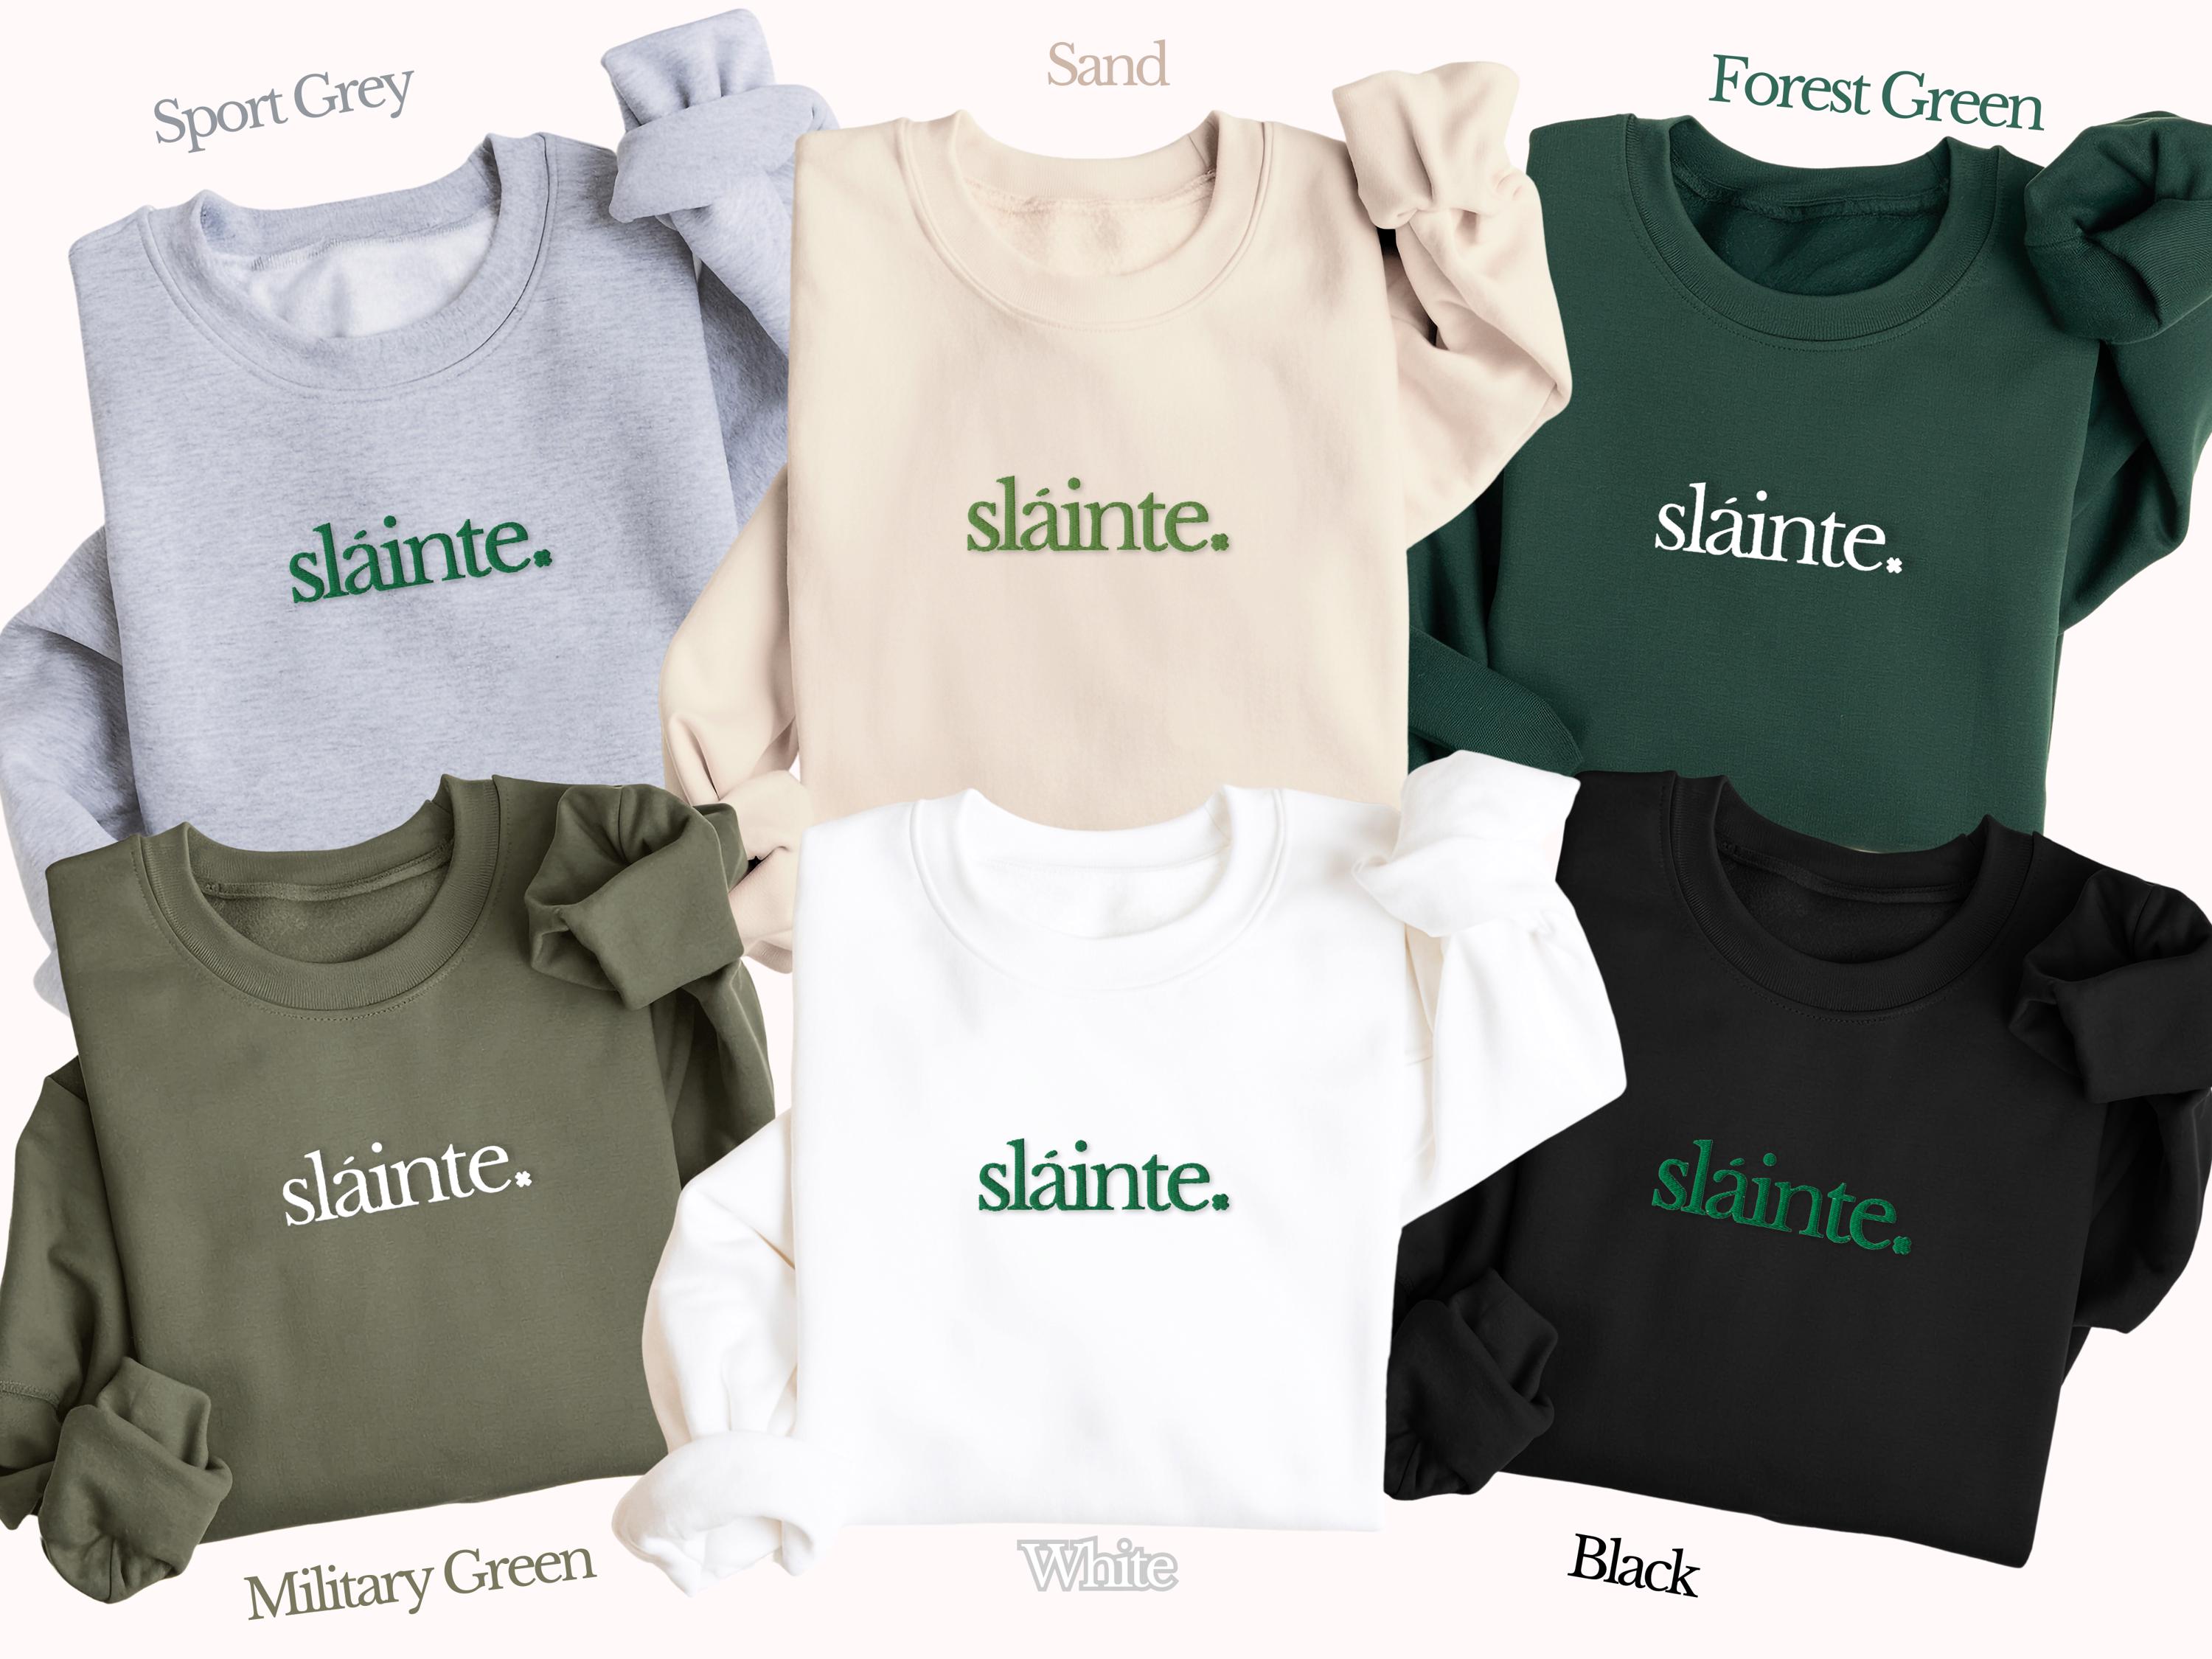 Sport Grey
Sand
Forest Green
sláinte.
sláinte.
sláinte.
sláinte.
sláinte.
sláinte.
Military Green
White
Black